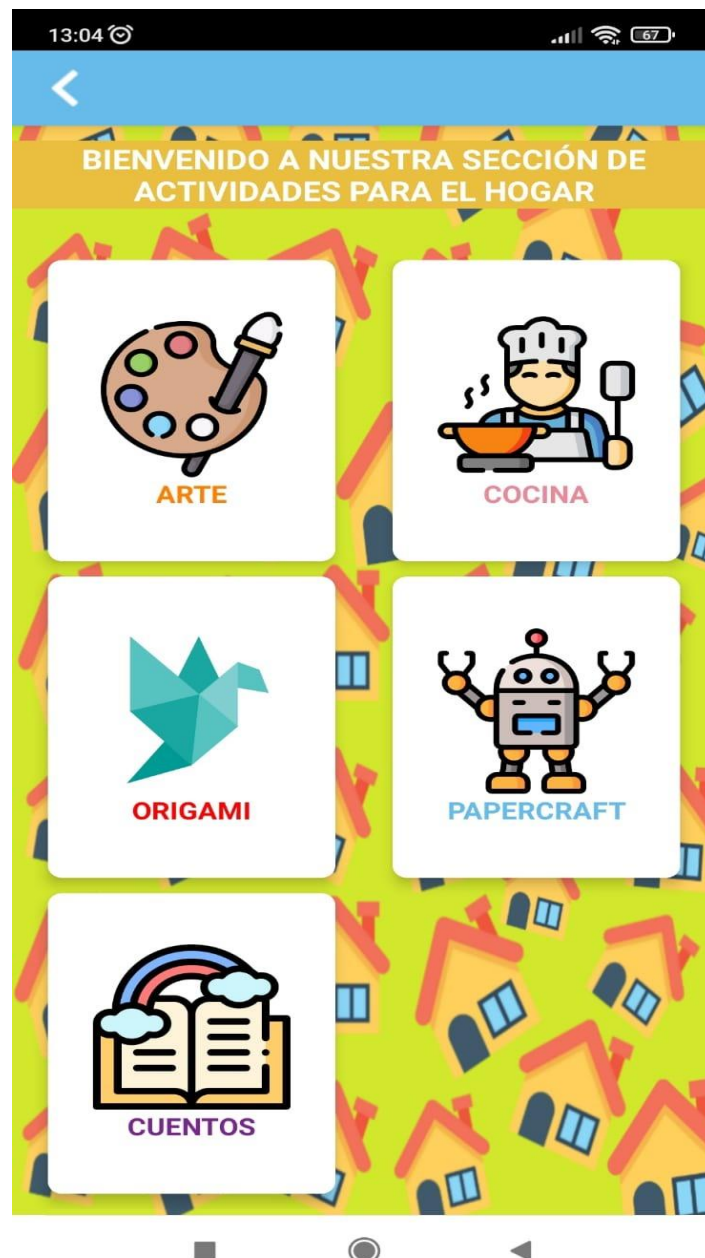 13:04
67
BIENVENIDO A NUESTRA SECCIÓN DE
ACTIVIDADES PARA EL HOGAR
ARTE
COCINA
ORIGAMI
PAPERCRAFT
CUENTOS